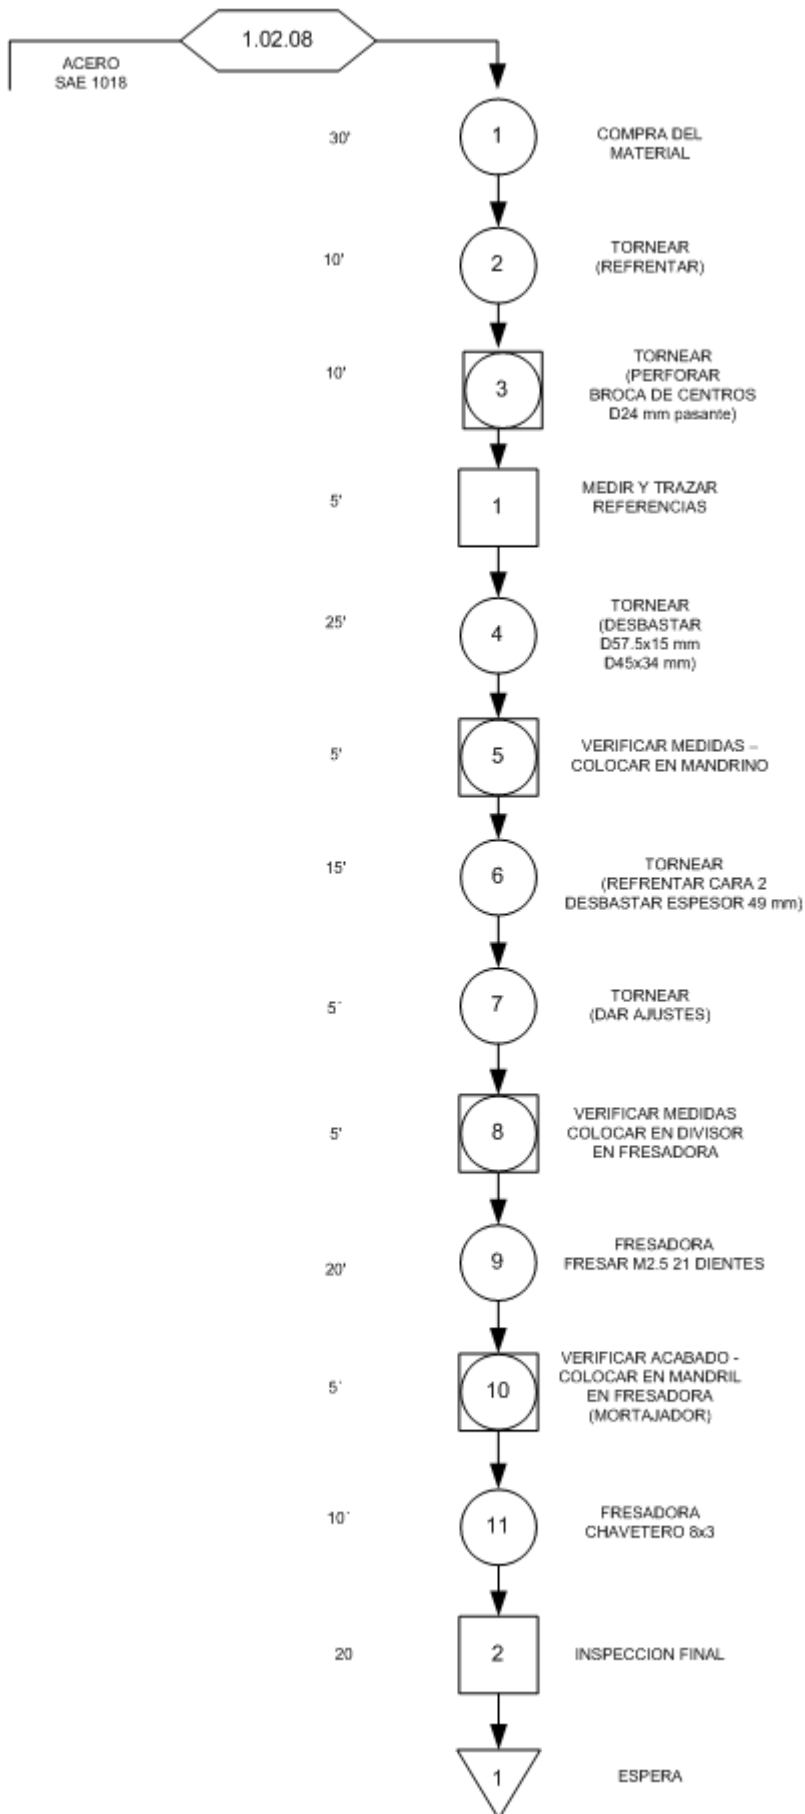 1.02.08
ACERO
SAE 1018
30'
1
COMPRA DEL
MATERIAL
10'
2
TORNEAR
(REFRENTAR)
10'
3
TORNEAR
(PERFORAR
BROCA DE CENTROS
D24 mm pasante)
5'
1
MEDIR Y TRAZAR
REFERENCIAS
25'
4
TORNEAR
(DESBASTAR
D57.5x15 mm
D45x34 mm)
5'
5
VERIFICAR MEDIDAS –
COLOCAR EN MANDRINO
15'
6
TORNEAR
(REFRENTAR CARA 2
DESBASTAR ESPESOR 49 mm)
5´
7
TORNEAR
(DAR AJUSTES)
5'
8
VERIFICAR MEDIDAS
COLOCAR EN DIVISOR
EN FRESADORA
20'
9
FRESADORA
FRESAR M2.5 21 DIENTES
5´
10
VERIFICAR ACABADO -
COLOCAR EN MANDRIL
EN FRESADORA
(MORTAJADOR)
10´
11
FRESADORA
CHAVETERO 8x3
20
2
INSPECCION FINAL
1
ESPERA